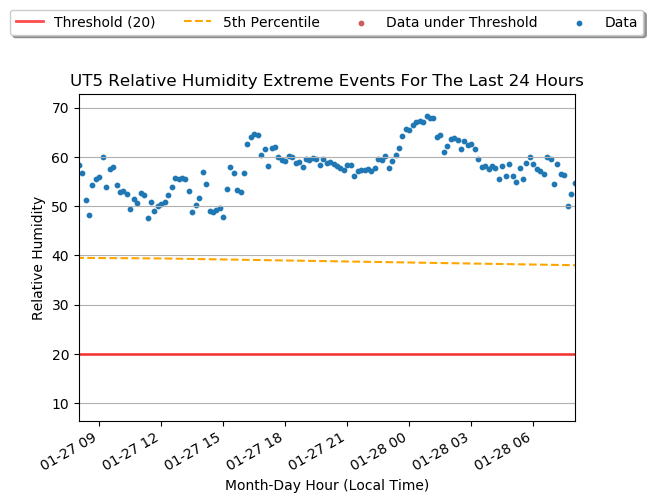 Threshold (20) 5th Percentile Data under Threshold Data
UT5 Relative Humidity Extreme Events For The Last 24 Hours
Relative Humidity
70
60
50
40
30
20
10
01-27 09 01-27 12 01-27 15 01-27 18 01-27 21 01-28 00 01-28 03 01-28 06
Month-Day Hour (Local Time)